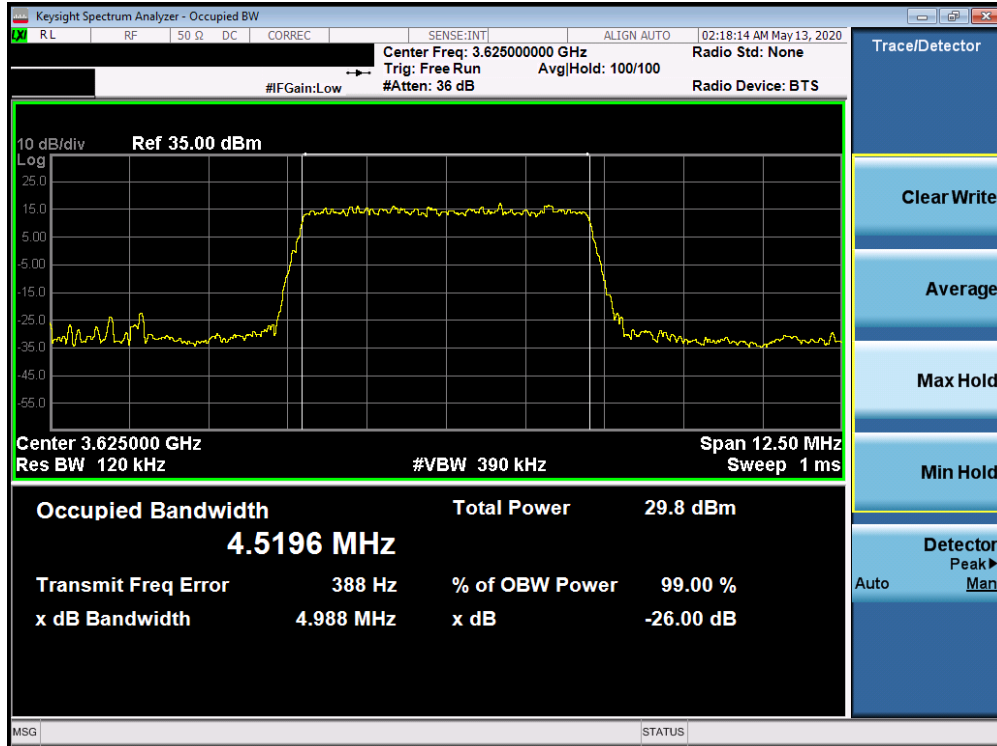 Keysight Spectrum Analyzer - Occupied BW
LXI RL RF 50 Ω DC CORREC SENSE:INT ALIGN AUTO 02:18:14 AM May 13, 2020
Center Freq: 3.625000000 GHz Radio Std: None
Trig: Free Run Avg|Hold: 100/100
#IFGain:Low #Atten: 36 dB Radio Device: BTS
10 dB/div Ref 35.00 dBm
Log
25.0
15.0
5.00
-5.00
-15.0
-25.0
-35.0
-45.0
-55.0
Center 3.625000 GHz Span 12.50 MHz
Res BW 120 kHz #VBW 390 kHz Sweep 1 ms
Occupied Bandwidth Total Power 29.8 dBm
4.5196 MHz
Transmit Freq Error 388 Hz % of OBW Power 99.00 %
x dB Bandwidth 4.988 MHz x dB -26.00 dB
MSG STATUS
Trace/Detector
Clear Write
Average
Max Hold
Min Hold
Detector
Peak▶
Auto Man